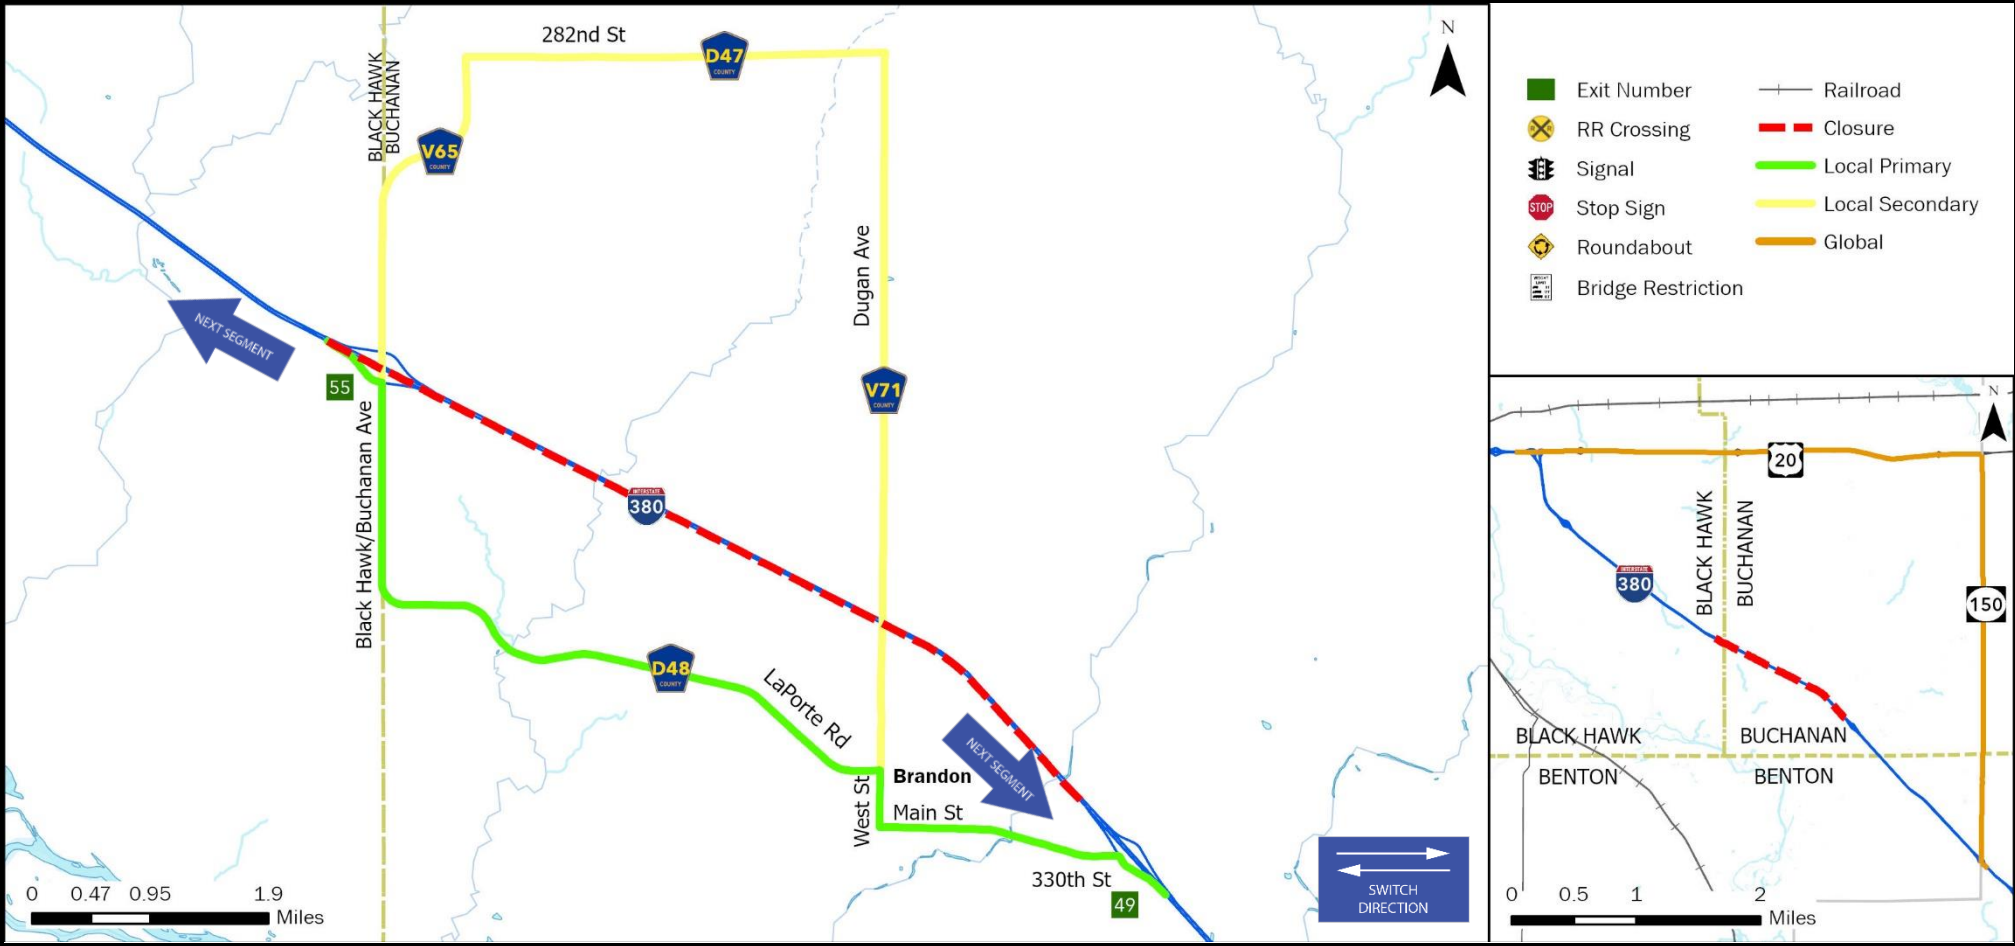 282nd St
N
D47
COUNTY
BLACK HAWK
BUCHANAN
V65
COUNTY
Dugan Ave
NEXT SEGMENT
55
V71
COUNTY
Black Hawk/Buchanan Ave
INTERSTATE
380
D48
COUNTY
LaPorte Rd
NEXT SEGMENT
Brandon
West St
Main St
330th St
49
0 0.47 0.95 1.9
Miles
SWITCH
DIRECTION
Exit Number
RR Crossing
Signal
STOP
Stop Sign
Roundabout
Bridge Restriction
Railroad
Closure
Local Primary
Local Secondary
Global
N
20
BLACK HAWK
BUCHANAN
INTERSTATE
380
150
BLACK HAWK
BUCHANAN
BENTON
BENTON
0 0.5 1 2
Miles